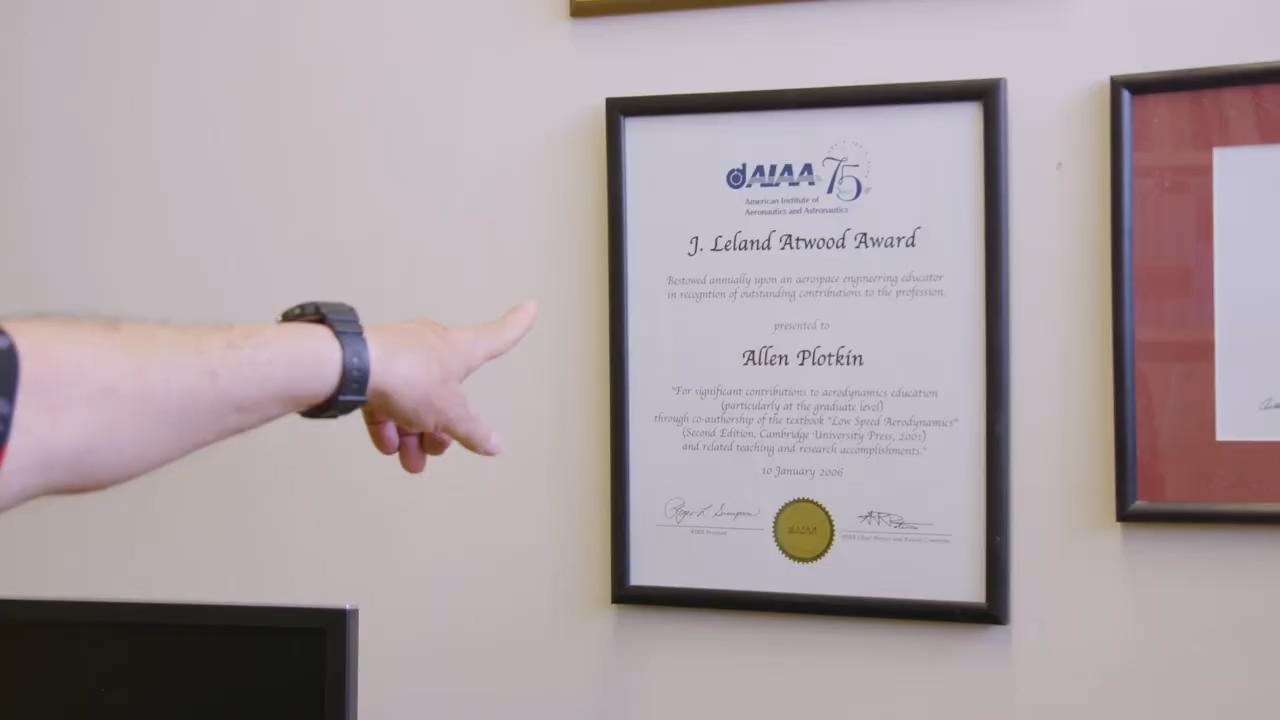 AIAA 75
American Institute of
Aeronautics and Astronautics
J. Leland Atwood Award
Bestowed annually upon an aerospace engineering educator
in recogntion of outstanding contributions to the profession.
presented to
Allen Plotkin
"For significant contributions to aerodynamics education
(particularly at the graduate level)
through co-authorship of the textbook "Low Speed Aerodynamics"
(Second Edition, Cambridge University Press, 2001)
and related teaching and research accomplishments."
10 January 2006
AIAA President